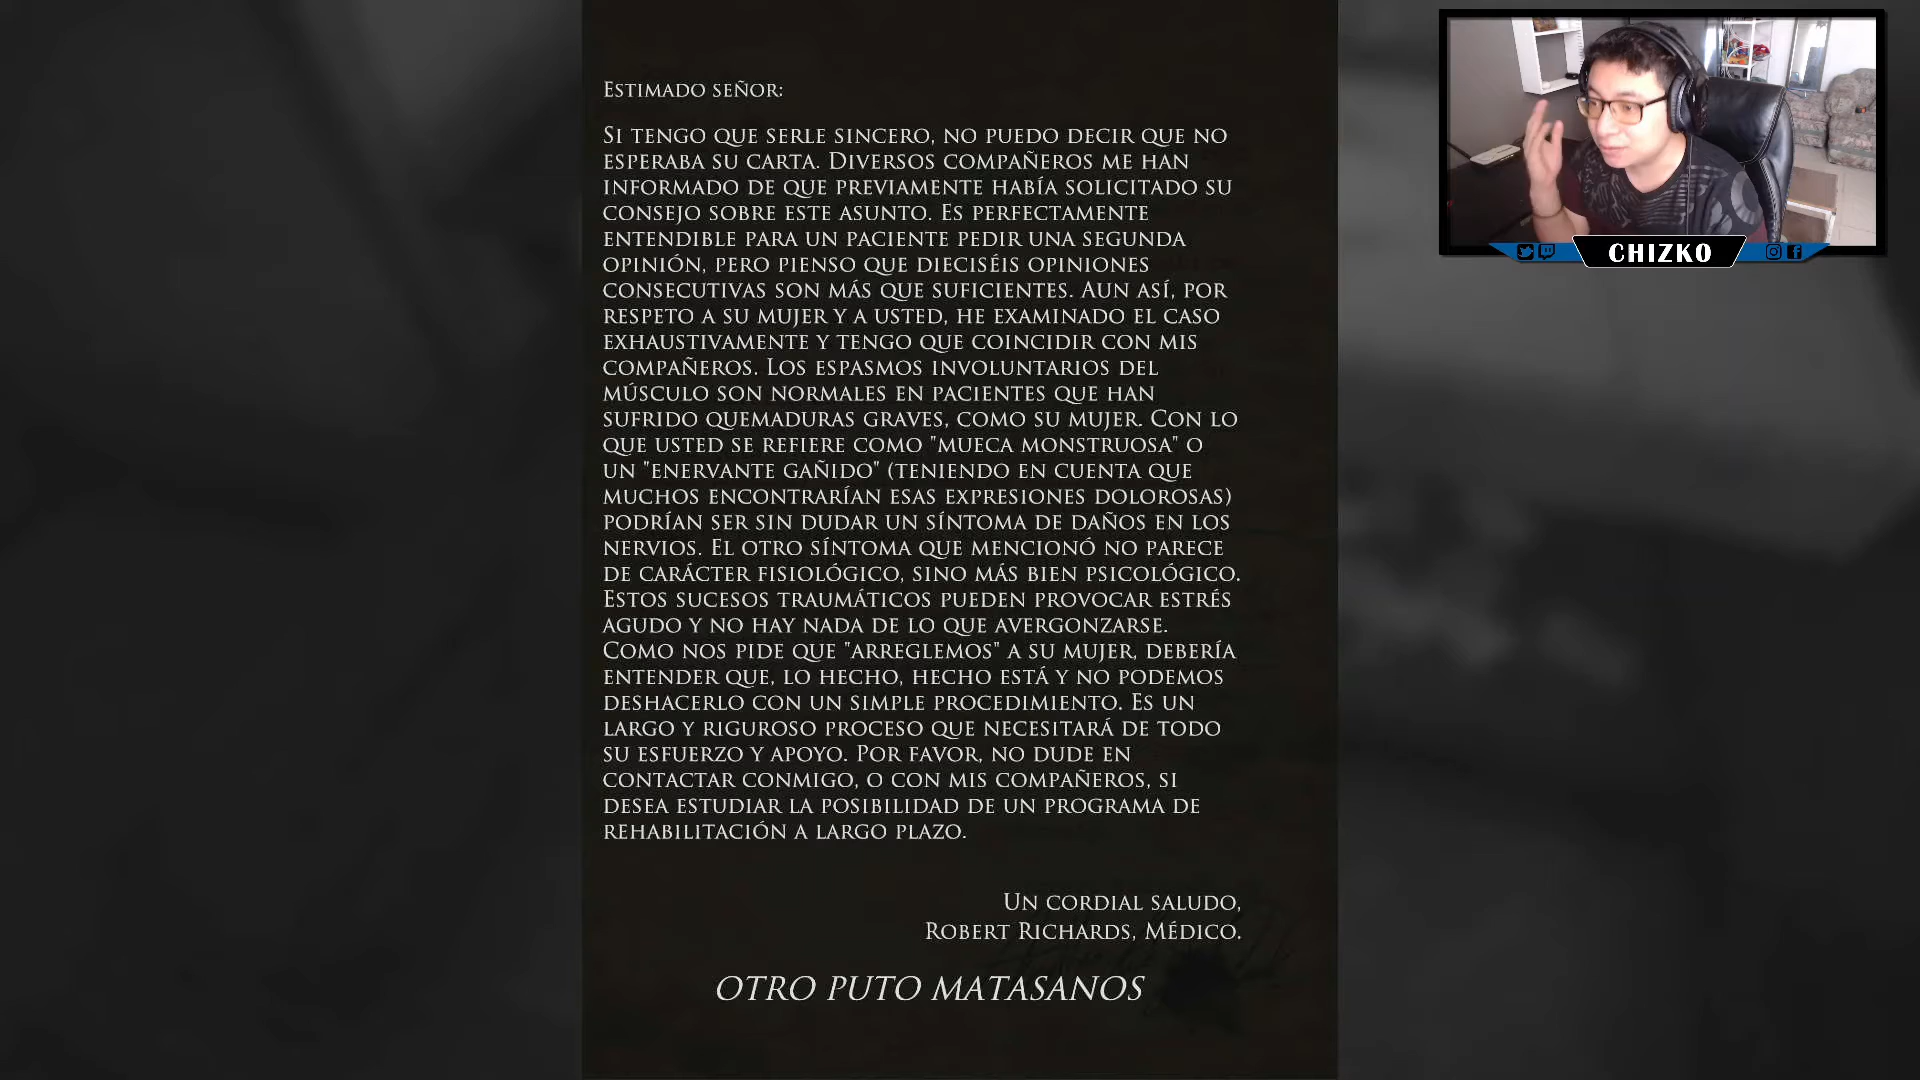 Estimado señor:
Si tengo que serle sincero, no puedo decir que no
esperaba su carta. Diversos compañeros me han
informado de que previamente había solicitado su
consejo sobre este asunto. Es perfectamente
entendible para un paciente pedir una segunda
opinión, pero pienso que dieciséis opiniones
consecutivas son más que suficientes. Aun así, por
respeto a su mujer y a usted, he examinado el caso
exhaustivamente y tengo que coincidir con mis
compañeros. Los espasmos involuntarios del
músculo son normales en pacientes que han
sufrido quemaduras graves, como su mujer. Con lo
que usted se refiere como "mueca monstruosa" o
un "enervante gañido" (teniendo en cuenta que
muchos encontrarían esas expresiones dolorosas)
podrían ser sin dudar un síntoma de daños en los
nervios. El otro síntoma que mencionó no parece
de carácter fisiológico, sino más bien psicológico.
Estos sucesos traumáticos pueden provocar estrés
agudo y no hay nada de lo que avergonzarse.
Como nos pide que "arreglemos" a su mujer, debería
entender que, lo hecho, hecho está y no podemos
deshacerlo con un simple procedimiento. Es un
largo y riguroso proceso que necesitará de todo
su esfuerzo y apoyo. Por favor, no dude en
contactar conmigo, o con mis compañeros, si
desea estudiar la posibilidad de un programa de
rehabilitación a largo plazo.
Un cordial saludo,
Robert Richards, Médico.
OTRO PUTO MATASANOS
CHIZKO